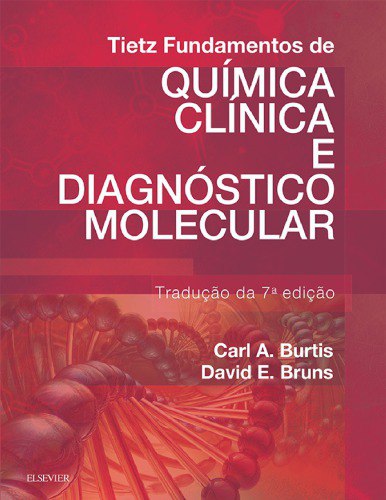 Tietz Fundamentos de
QUÍMICA
CLÍNICA
E
DIAGNÓSTICO
MOLECULAR
Tradução da 7ª edição
Carl A. Burtis
David E. Bruns
ELSEVIER